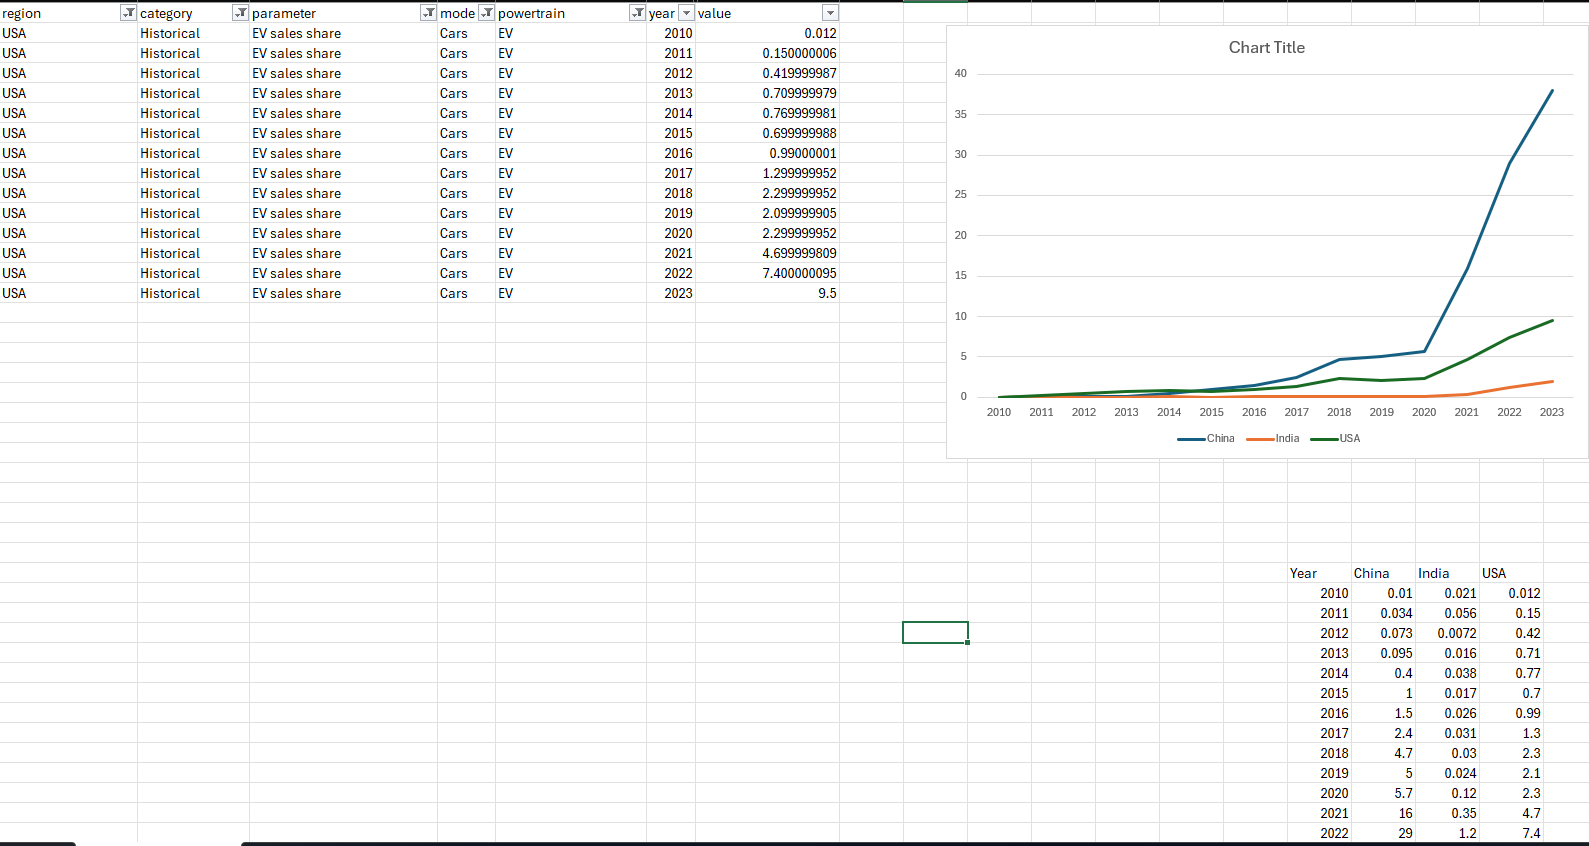 region category parameter mode powertrain year value
USA Historical EV sales share Cars EV 2010 0.012
USA Historical EV sales share Cars EV 2011 0.150000006
USA Historical EV sales share Cars EV 2012 0.419999987
USA Historical EV sales share Cars EV 2013 0.709999979
USA Historical EV sales share Cars EV 2014 0.769999981
USA Historical EV sales share Cars EV 2015 0.699999988
USA Historical EV sales share Cars EV 2016 0.99000001
USA Historical EV sales share Cars EV 2017 1.299999952
USA Historical EV sales share Cars EV 2018 2.299999952
USA Historical EV sales share Cars EV 2019 2.099999905
USA Historical EV sales share Cars EV 2020 2.299999952
USA Historical EV sales share Cars EV 2021 4.699999809
USA Historical EV sales share Cars EV 2022 7.400000095
USA Historical EV sales share Cars EV 2023 9.5
Chart Title
40
35
30
25
20
15
10
5
0
2010 2011 2012 2013 2014 2015 2016 2017 2018 2019 2020 2021 2022 2023
China India USA
Year China India USA
2010 0.01 0.021 0.012
2011 0.034 0.056 0.15
2012 0.073 0.0072 0.42
2013 0.095 0.016 0.71
2014 0.4 0.038 0.77
2015 1 0.017 0.7
2016 1.5 0.026 0.99
2017 2.4 0.031 1.3
2018 4.7 0.03 2.3
2019 5 0.024 2.1
2020 5.7 0.12 2.3
2021 16 0.35 4.7
2022 29 1.2 7.4